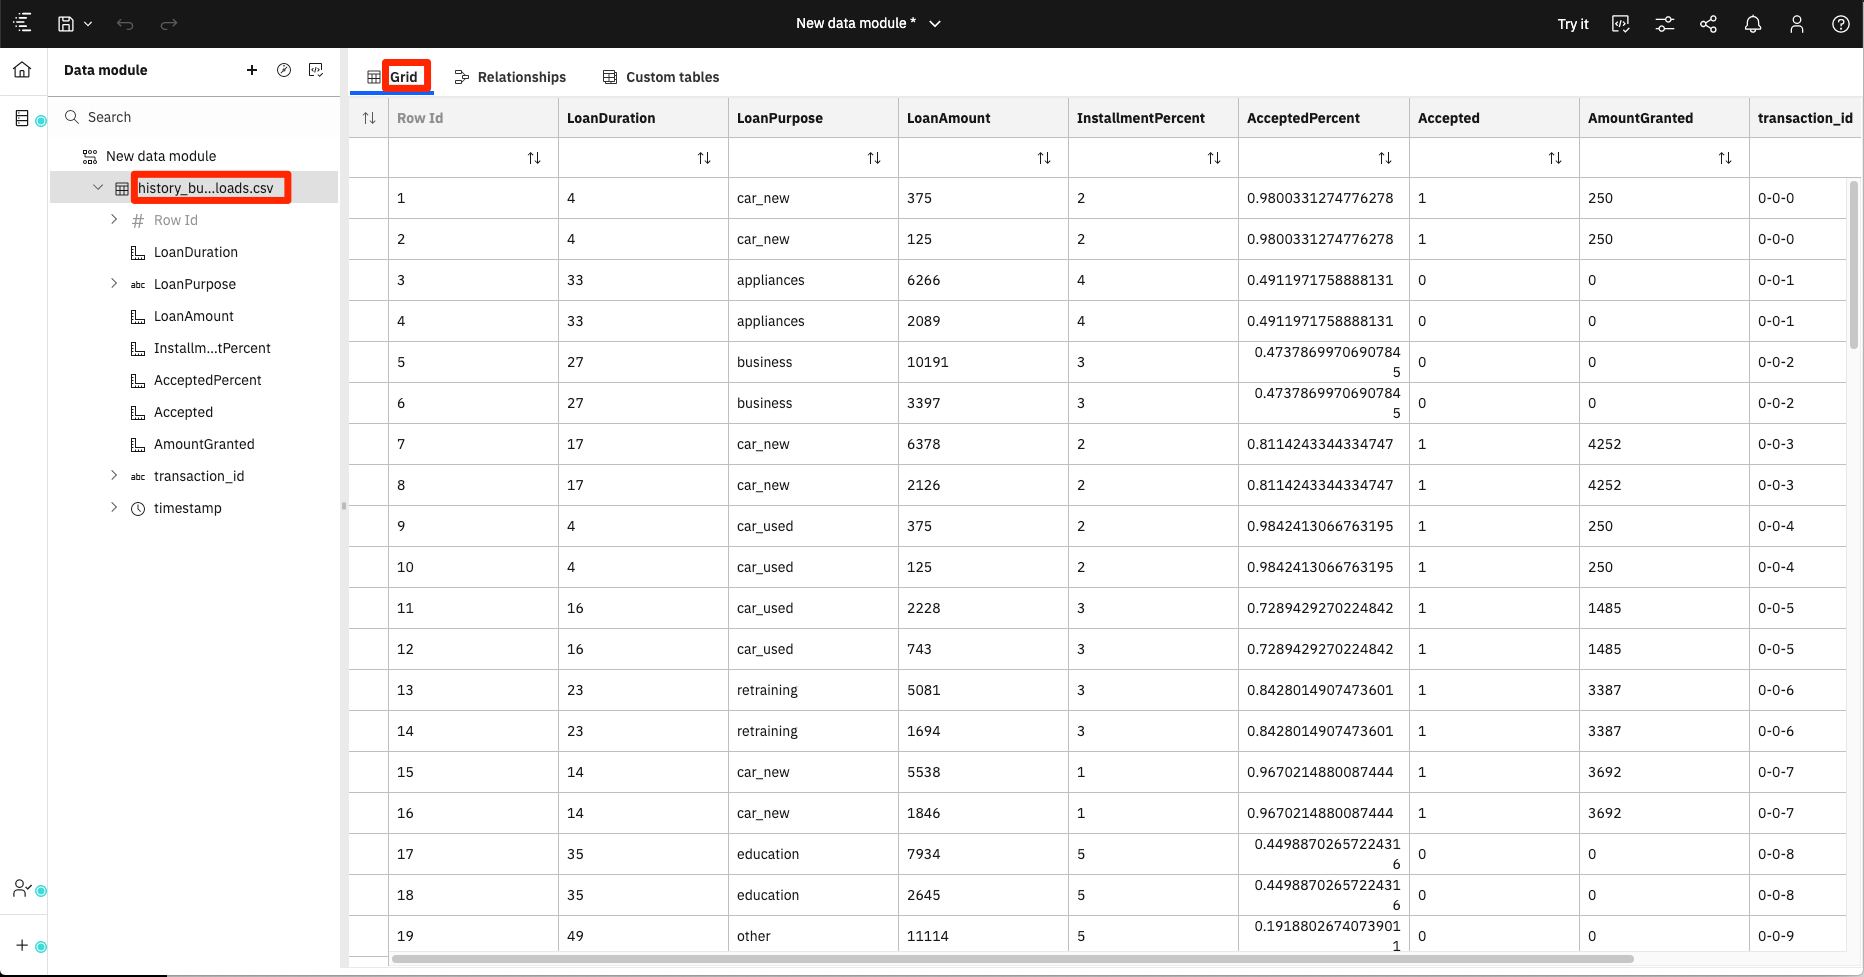 New data module *
Try it
Data module
Grid
Relationships
Custom tables
Search
New data module
history_bu...loads.csv
# Row Id
LoanDuration
abc LoanPurpose
LoanAmount
Installm...tPercent
AcceptedPercent
Accepted
AmountGranted
abc transaction_id
timestamp
Row Id LoanDuration LoanPurpose LoanAmount InstallmentPercent AcceptedPercent Accepted AmountGranted transaction_id
1 4 car_new 375 2 0.9800331274776278 1 250 0-0-0
2 4 car_new 125 2 0.9800331274776278 1 250 0-0-0
3 33 appliances 6266 4 0.4911971758888131 0 0 0-0-1
4 33 appliances 2089 4 0.4911971758888131 0 0 0-0-1
5 27 business 10191 3 0.47378699706907845 0 0 0-0-2
6 27 business 3397 3 0.47378699706907845 0 0 0-0-2
7 17 car_new 6378 2 0.8114243344334747 1 4252 0-0-3
8 17 car_new 2126 2 0.8114243344334747 1 4252 0-0-3
9 4 car_used 375 2 0.9842413066763195 1 250 0-0-4
10 4 car_used 125 2 0.9842413066763195 1 250 0-0-4
11 16 car_used 2228 3 0.7289429270224842 1 1485 0-0-5
12 16 car_used 743 3 0.7289429270224842 1 1485 0-0-5
13 23 retraining 5081 3 0.8428014907473601 1 3387 0-0-6
14 23 retraining 1694 3 0.8428014907473601 1 3387 0-0-6
15 14 car_new 5538 1 0.9670214880087444 1 3692 0-0-7
16 14 car_new 1846 1 0.9670214880087444 1 3692 0-0-7
17 35 education 7934 5 0.44988702657224316 0 0 0-0-8
18 35 education 2645 5 0.44988702657224316 0 0 0-0-8
19 49 other 11114 5 0.19188026740739011 0 0 0-0-9